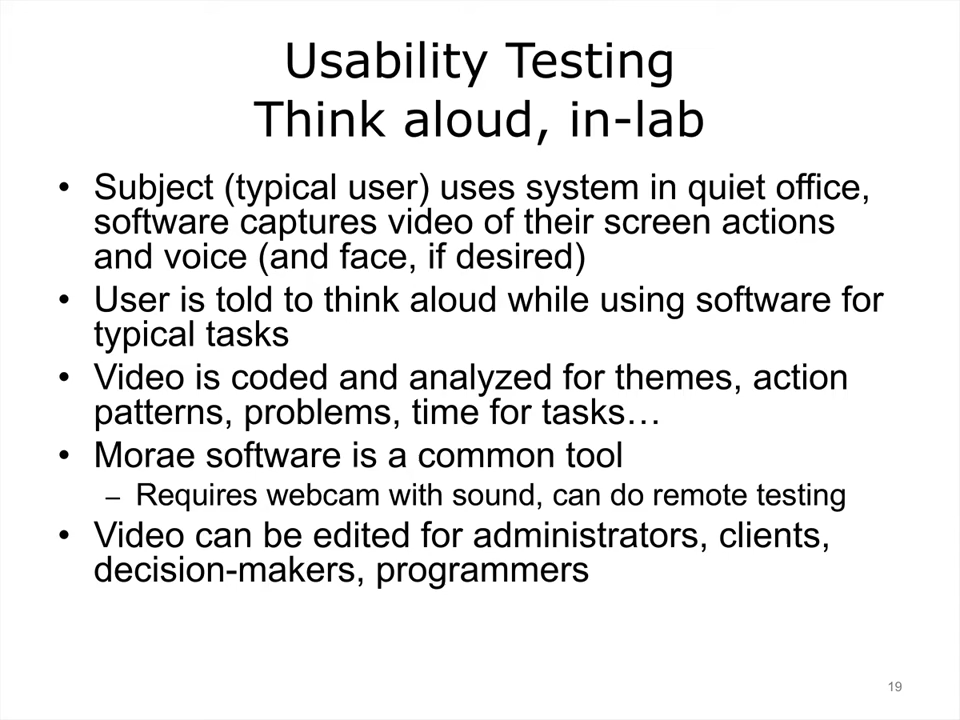 Usability Testing
Think aloud, in-lab
• Subject (typical user) uses system in quiet office,
software captures video of their screen actions
and voice (and face, if desired)
• User is told to think aloud while using software for
typical tasks
• Video is coded and analyzed for themes, action
patterns, problems, time for tasks…
• Morae software is a common tool
– Requires webcam with sound, can do remote testing
• Video can be edited for administrators, clients,
decision-makers, programmers
19